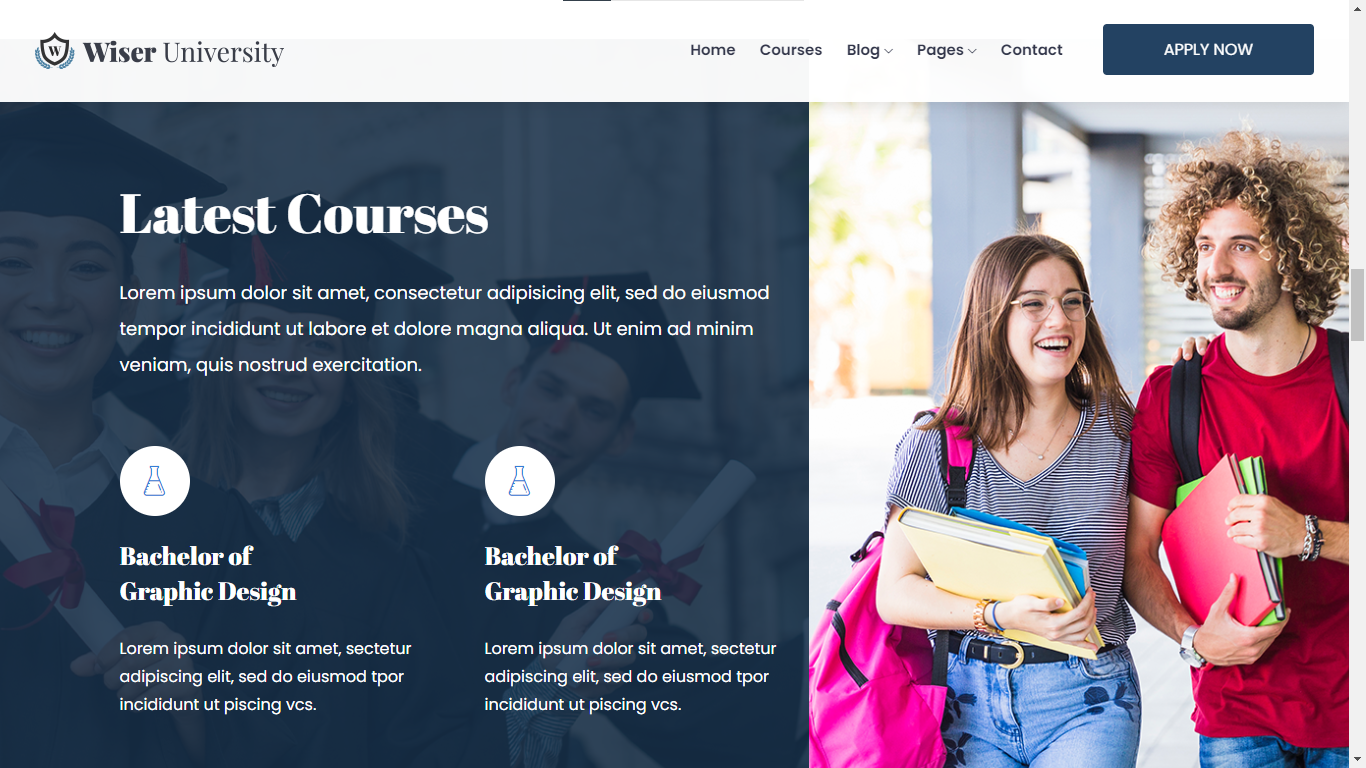 W Wiser University
Home Courses Blog Pages Contact APPLY NOW
Latest Courses
Lorem ipsum dolor sit amet, consectetur adipisicing elit, sed do eiusmod
tempor incididunt ut labore et dolore magna aliqua. Ut enim ad minim
veniam, quis nostrud exercitation.
Bachelor of
Graphic Design
Lorem ipsum dolor sit amet, sectetur
adipiscing elit, sed do eiusmod tpor
incididunt ut piscing vcs.
Bachelor of
Graphic Design
Lorem ipsum dolor sit amet, sectetur
adipiscing elit, sed do eiusmod tpor
incididunt ut piscing vcs.